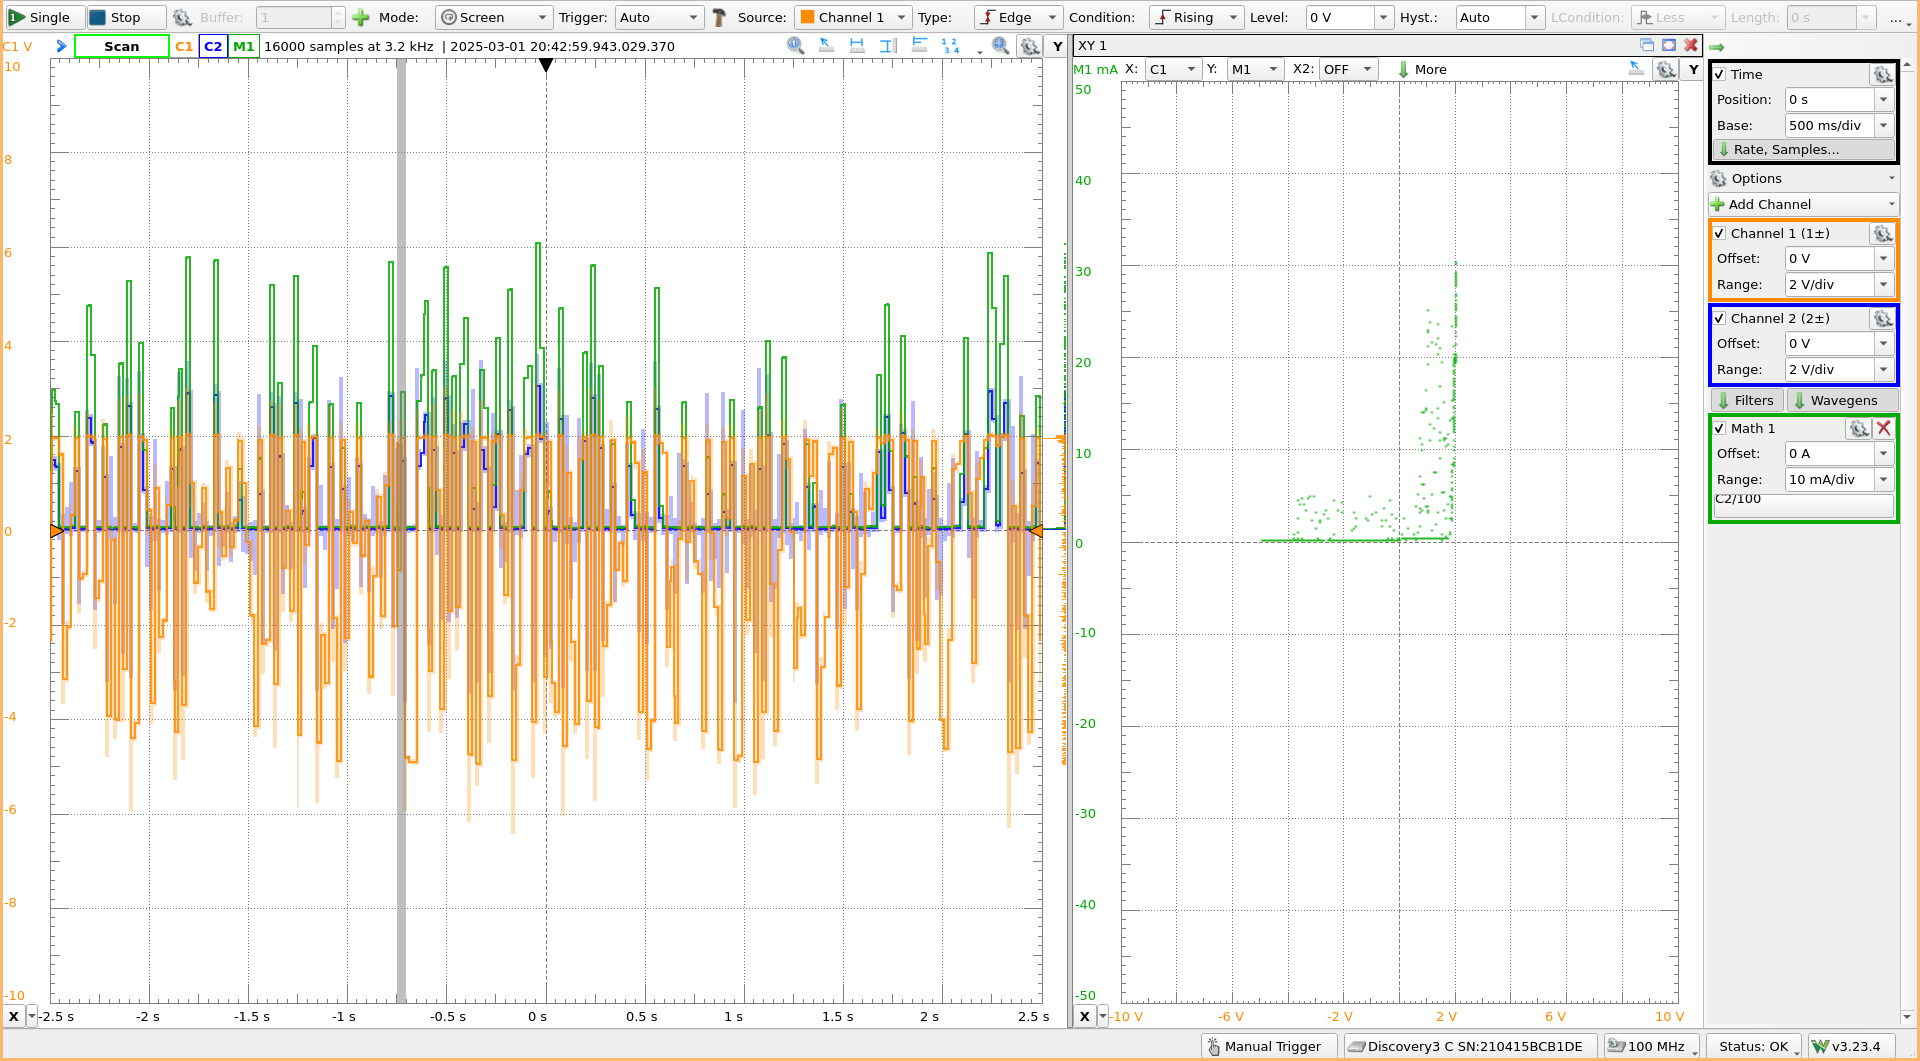 Single Stop Buffer: 1 Mode: Screen Trigger: Auto Source: Channel 1 Type: Edge Condition: Rising Level: 0 V Hyst.: Auto LCondition: Less Length: 0 s ...
C1 V Scan C1 C2 M1 16000 samples at 3.2 kHz | 2025-03-01 20:42:59.943.029.370 Y
10
8
6
4
2
0
-2
-4
-6
-8
-10
X -2.5 s -2 s -1.5 s -1 s -0.5 s 0 s 0.5 s 1 s 1.5 s 2 s 2.5 s
XY 1
M1 mA X: C1 Y: M1 X2: OFF More Y
50
40
30
20
10
0
-10
-20
-30
-40
-50
X -10 V -6 V -2 V 2 V 6 V 10 V
Time
Position: 0 s
Base: 500 ms/div
Rate, Samples...
Options
Add Channel
Channel 1 (1±)
Offset: 0 V
Range: 2 V/div
Channel 2 (2±)
Offset: 0 V
Range: 2 V/div
Filters Wavegens
Math 1
Offset: 0 A
Range: 10 mA/div
C2/100
Manual Trigger Discovery3 C SN:210415BCB1DE 100 MHz Status: OK v3.23.4